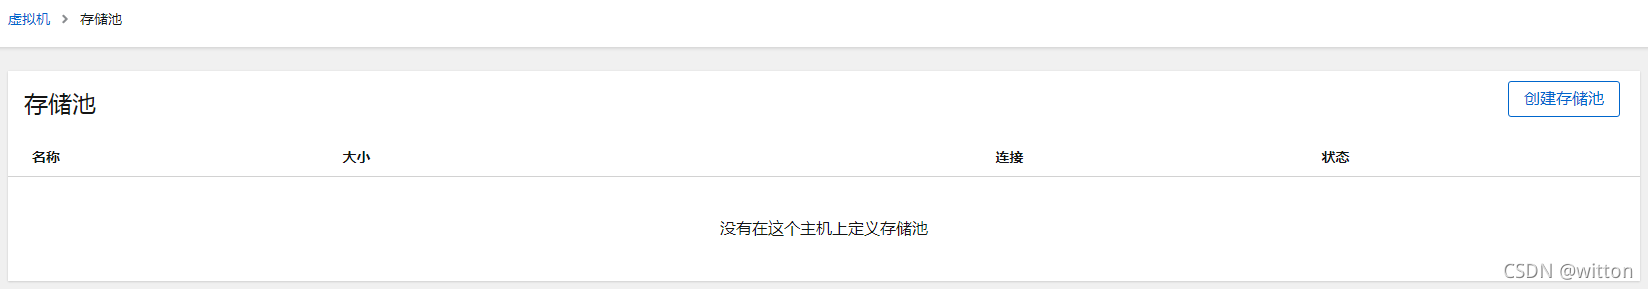 虚拟机 > 存储池
存储池
创建存储池
名称 大小 连接 状态
没有在这个主机上定义存储池
CSDN @witton